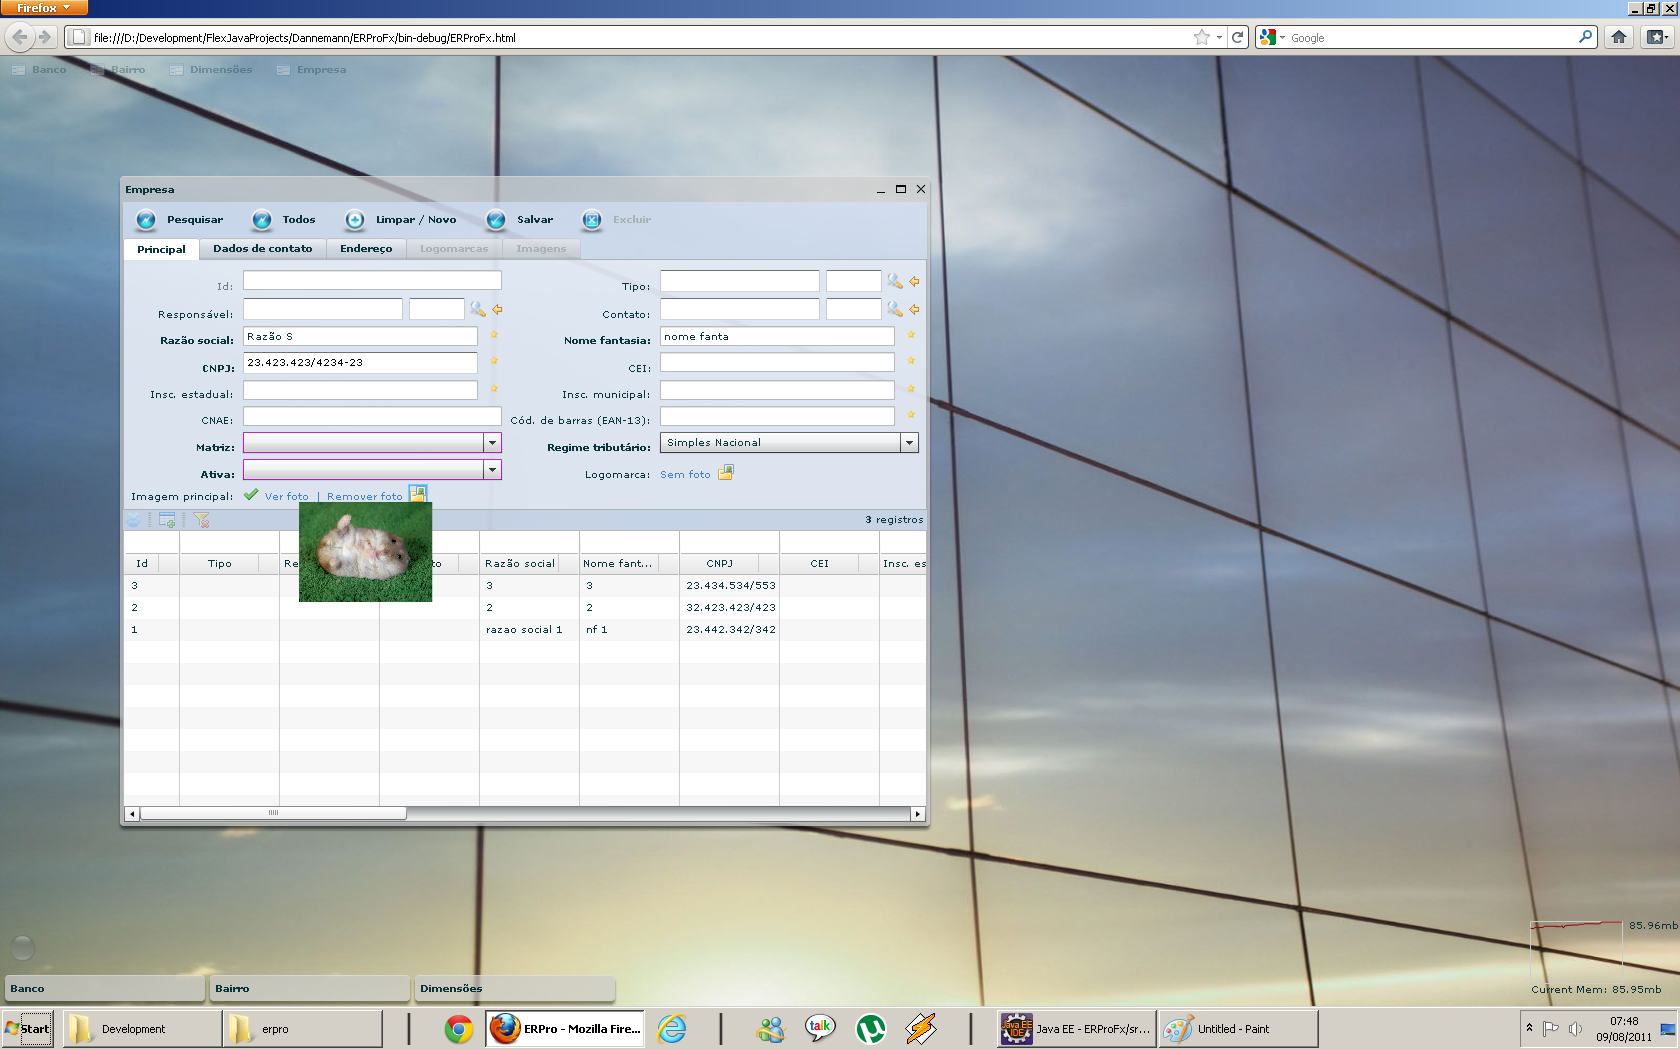 Firefox
file:///D:/Development/FlexJavaProjects/Dannemann/ERProFx/bin-debug/ERProFx.html
Google
Banco Bairro Dimensões Empresa
Empresa
Pesquisar Todos Limpar / Novo Salvar Excluir
Principal Dados de contato Endereço Logomarcas Imagens
Id: Tipo:
Responsável: Contato:
Razão social: Razão S Nome fantasia: nome fanta
CNPJ: 23.423.423/4234-23 CEI:
Insc. estadual: Insc. municipal:
CNAE: Cód. de barras (EAN-13):
Matriz: Regime tributário: Simples Nacional
Ativa: Logomarca: Sem foto
Imagem principal: Ver foto | Remover foto
3 registros
Id Tipo Re to Razão social Nome fant... CNPJ CEI Insc. es
3 3 3 23.434.534/553
2 2 2 32.423.423/423
1 razao social 1 nf 1 23.442.342/342
85.96mb
Current Mem: 85.95mb
Banco Bairro Dimensões
Start Development erpro ERPro - Mozilla Fire... talk Java EE IDE Java EE - ERProFx/sr... Untitled - Paint
07:48
09/08/2011